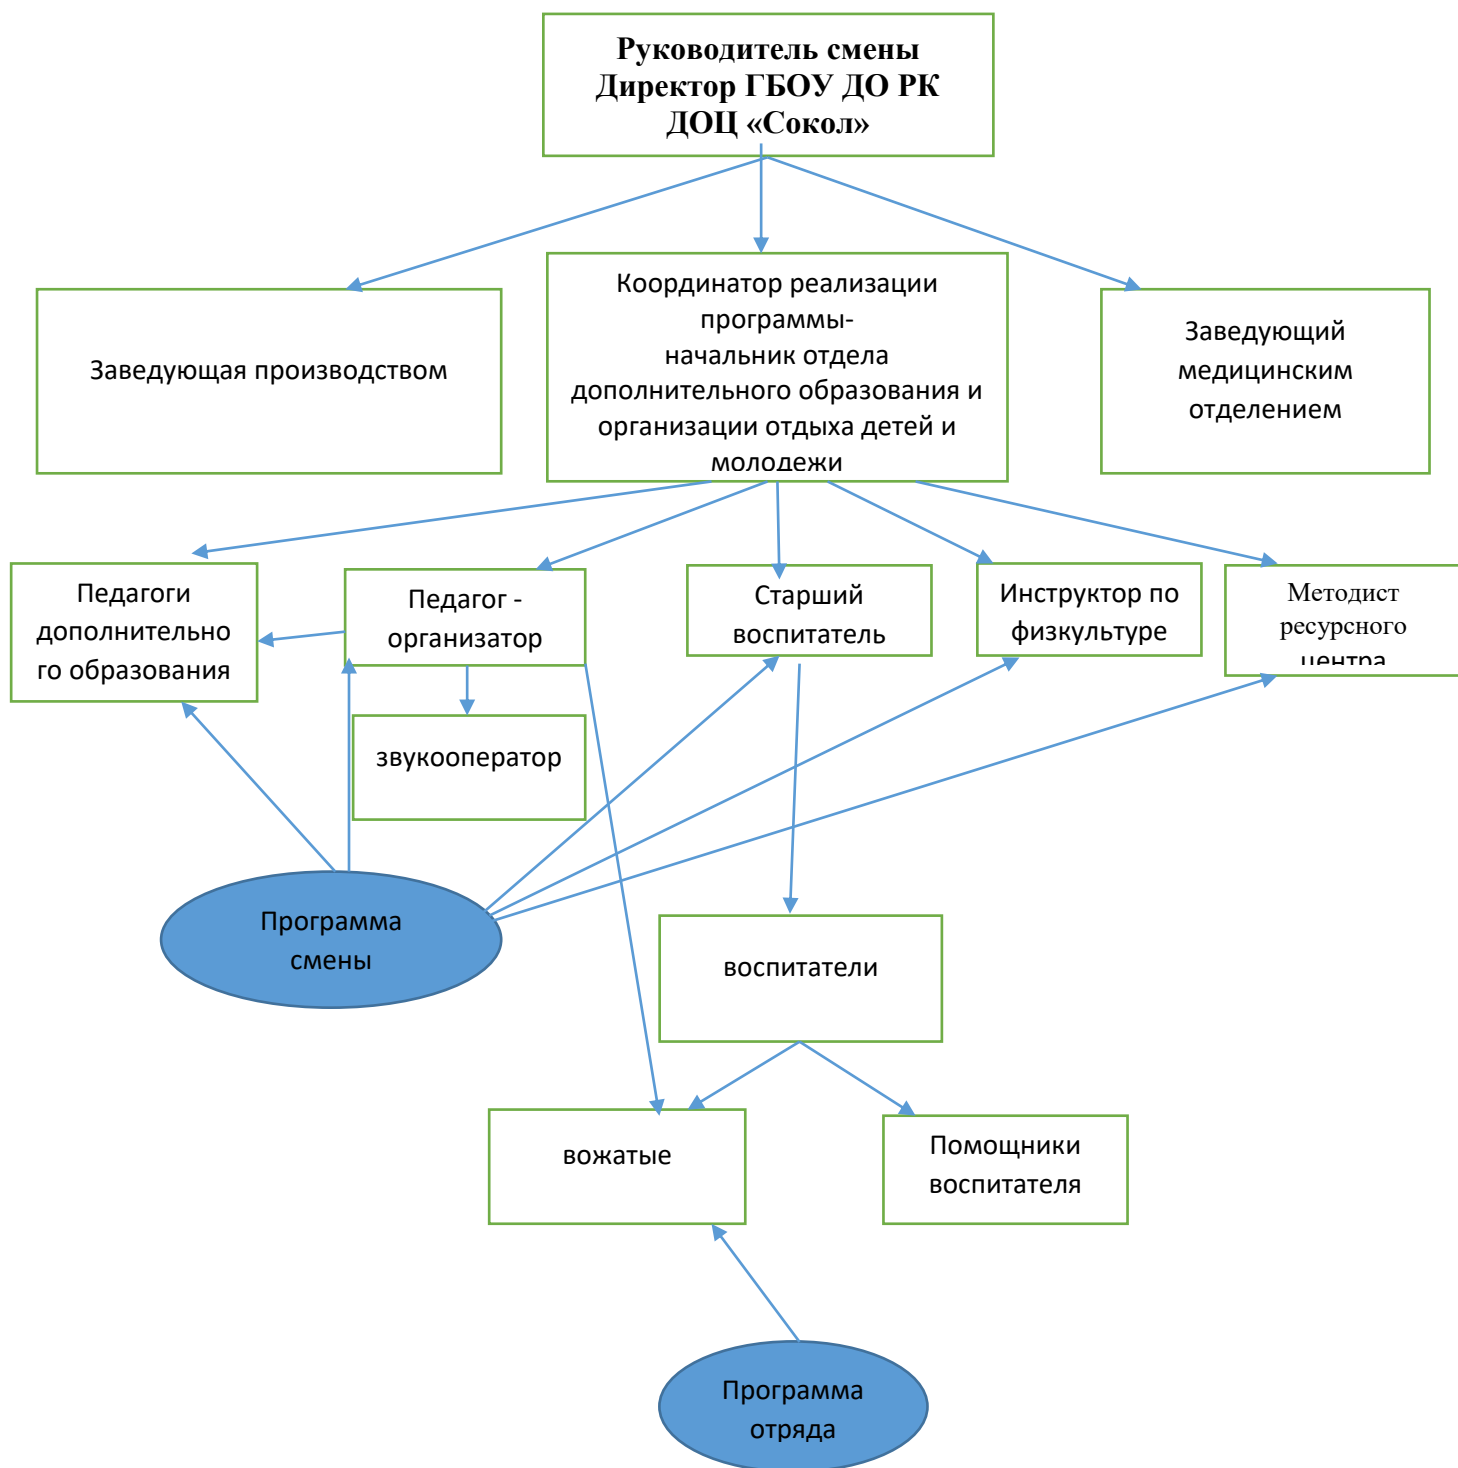 Руководитель смены
Директор ГБОУ ДО РК
ДОЦ «Сокол»
Заведующая производством
Координатор реализации
программы-
начальник отдела
дополнительного образования и
организации отдыха детей и
молодежи
Заведующий
медицинским
отделением
Педагоги
дополнительно
го образования
Педагог -
организатор
Старший
воспитатель
Инструктор по
физкультуре
Методист
ресурсного
центра
звукооператор
Программа
смены
воспитатели
вожатые
Помощники
воспитателя
Программа
отряда